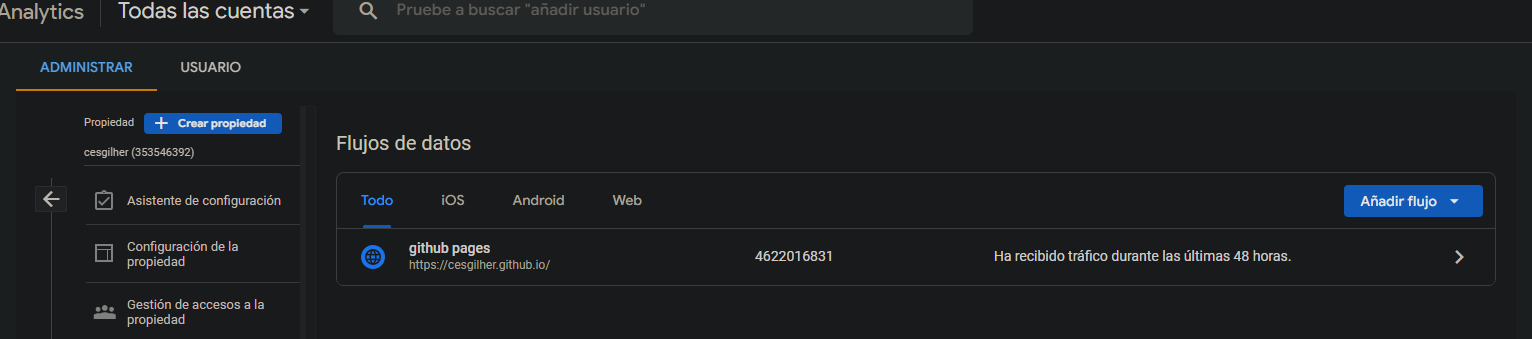 Analytics
Todas las cuentas
Pruebe a buscar "añadir usuario"
ADMINISTRAR
USUARIO
Propiedad
Crear propiedad
cesgilher (353546392)
Asistente de configuración
Configuración de la
propiedad
Gestión de accesos a la
propiedad
Flujos de datos
Todo
iOS
Android
Web
Añadir flujo
github pages
https://cesgilher.github.io/
4622016831
Ha recibido tráfico durante las últimas 48 horas.